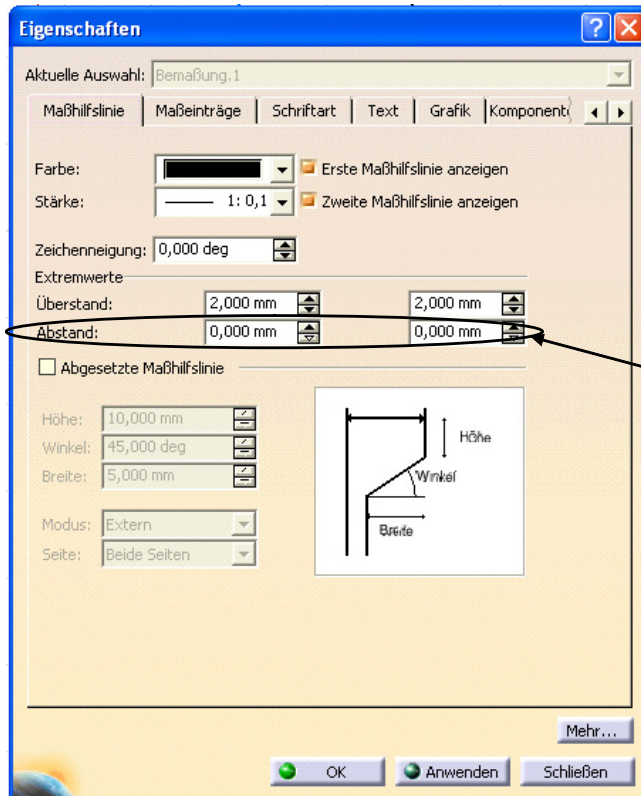 Eigenschaften
Aktuelle Auswahl: Bemaßung.1
Maßhilfslinie Maßeinträge Schriftart Text Grafik Komponent
Farbe: Erste Maßhilfslinie anzeigen
Stärke: 1: 0,1 Zweite Maßhilfslinie anzeigen
Zeichenneigung: 0,000 deg
Extremwerte
Überstand: 2,000 mm 2,000 mm
Abstand: 0,000 mm 0,000 mm
Abgesetzte Maßhilfslinie
Höhe: 10,000 mm
Winkel: 45,000 deg
Breite: 5,000 mm
Modus: Extern
Seite: Beide Seiten
Höhe
Winkel
Breite
Mehr...
OK Anwenden Schließen